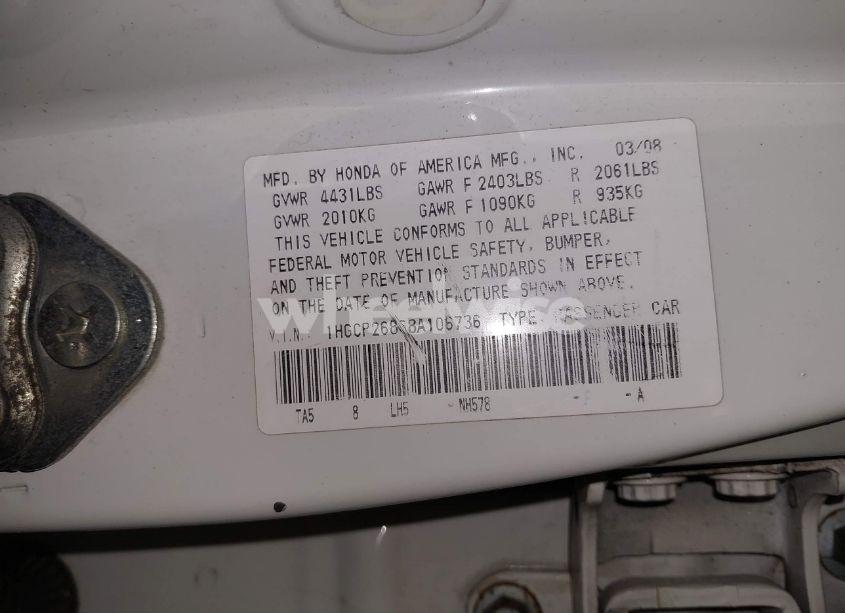 MFD. BY HONDA OF AMERICA MFG., INC. 03/08
GVWR 4431LBS GAWR F 2403LBS R 2061LBS
GVWR 2010KG GAWR F 1090KG R 935KG
THIS VEHICLE CONFORMS TO ALL APPLICABLE
FEDERAL MOTOR VEHICLE SAFETY, BUMPER,
AND THEFT PREVENTION STANDARDS IN EFFECT
ON THE DATE OF MANUFACTURE SHOWN ABOVE.
wheelwise
V.I.N.: TYPE: PASSENGER CAR
TA5 8 LH5 - NH578 - - A